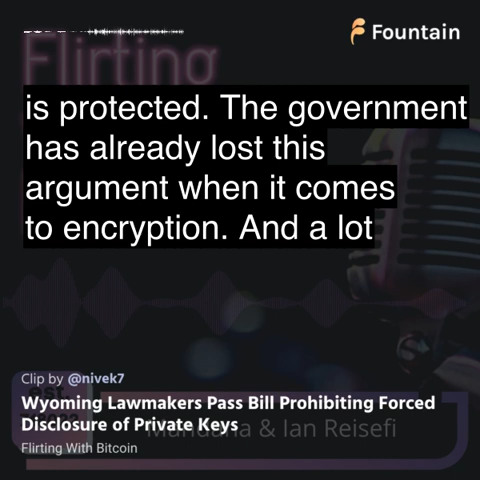 Fountain
Flirting
is protected. The government
has already lost this
argument when it comes
to encryption. And a lot
Clip by @nivek7
Wyoming Lawmakers Pass Bill Prohibiting Forced
Disclosure of Private Keys
& Ian Reisefi
Flirting With Bitcoin